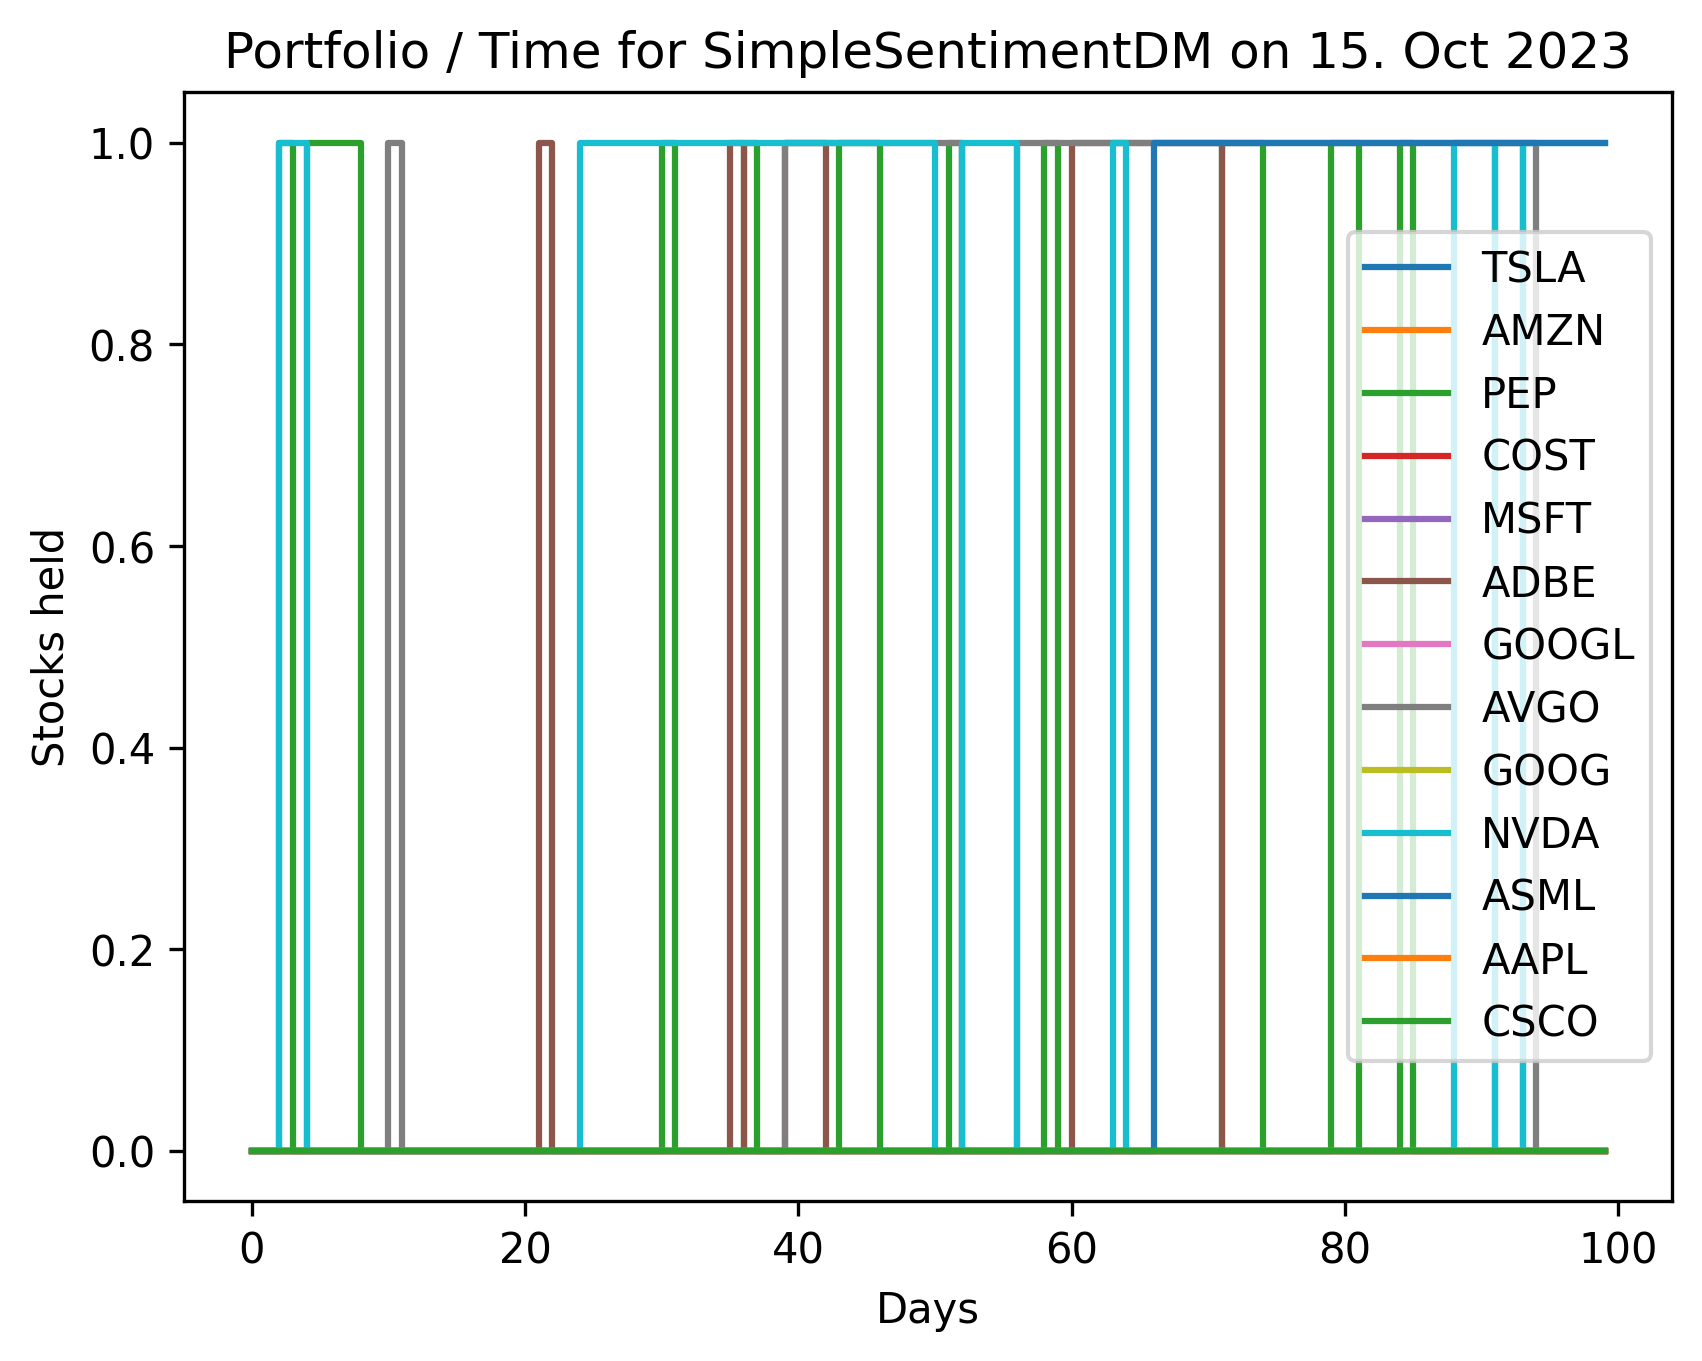 Portfolio / Time for SimpleSentimentDM on 15. Oct 2023
1.0
0.8
0.6
0.4
0.2
0.0
Stocks held
TSLA
AMZN
PEP
COST
MSFT
ADBE
GOOGL
AVGO
GOOG
NVDA
ASML
AAPL
CSCO
0 20 40 60 80 100
Days